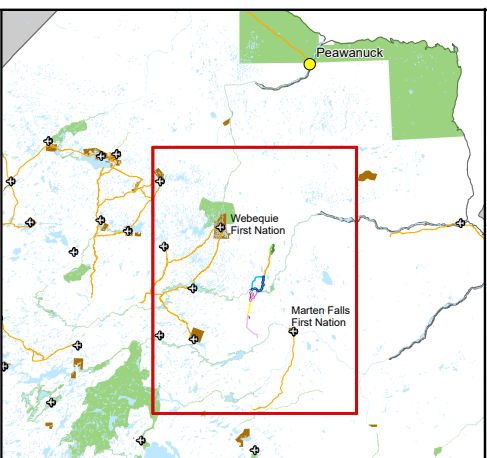 Peawanuck
Webequie
First Nation
Marten Falls
First Nation